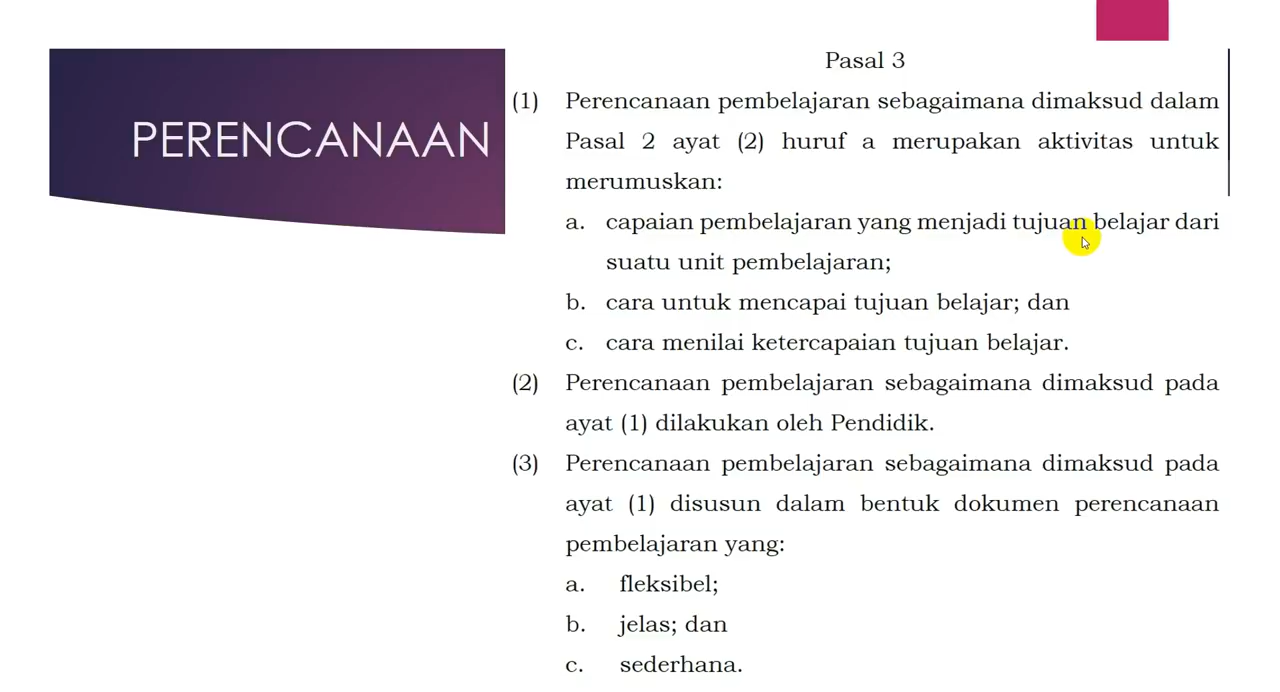 PERENCANAAN
Pasal 3
(1) Perencanaan pembelajaran sebagaimana dimaksud dalam
Pasal 2 ayat (2) huruf a merupakan aktivitas untuk
merumuskan:
a. capaian pembelajaran yang menjadi tujuan belajar dari
suatu unit pembelajaran;
b. cara untuk mencapai tujuan belajar; dan
c. cara menilai ketercapaian tujuan belajar.
(2) Perencanaan pembelajaran sebagaimana dimaksud pada
ayat (1) dilakukan oleh Pendidik.
(3) Perencanaan pembelajaran sebagaimana dimaksud pada
ayat (1) disusun dalam bentuk dokumen perencanaan
pembelajaran yang:
a. fleksibel;
b. jelas; dan
c. sederhana.